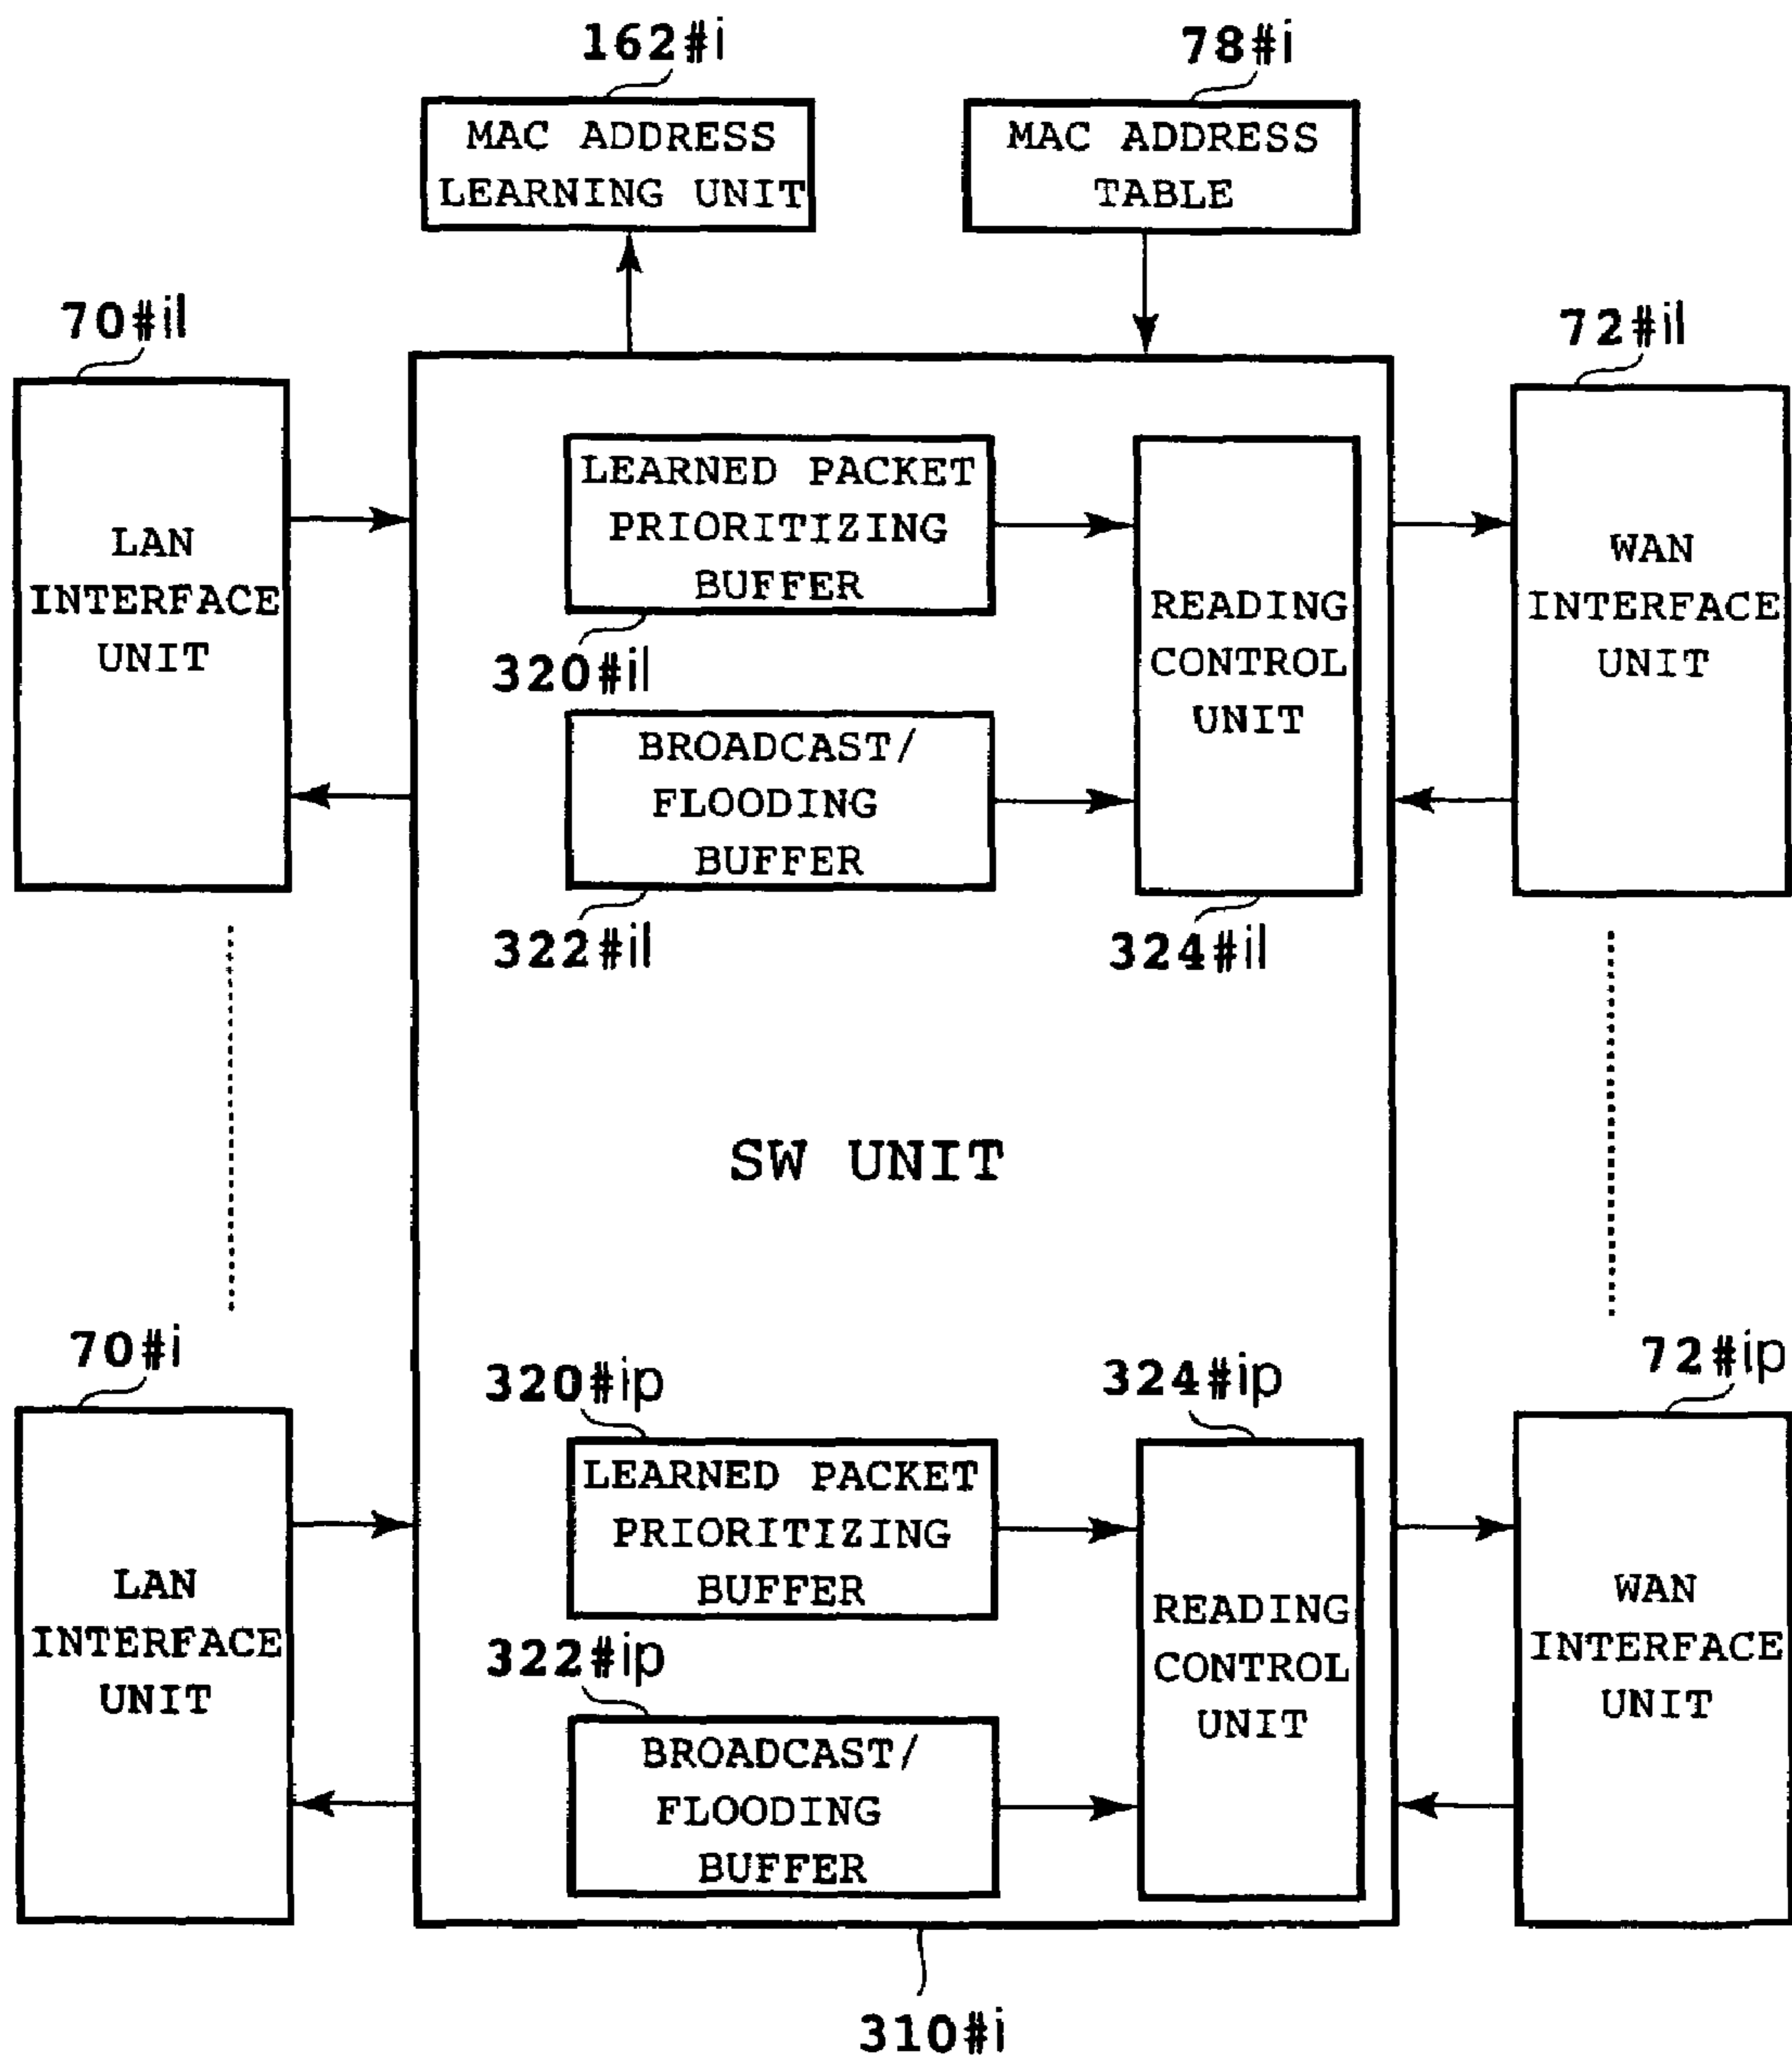 162#i
78#i
MAC ADDRESS
LEARNING UNIT
MAC ADDRESS
TABLE
70#il
72#il
LAN
INTERFACE
UNIT
LEARNED PACKET
PRIORITIZING
BUFFER
320#il
READING
CONTROL
UNIT
WAN
INTERFACE
UNIT
BROADCAST/
FLOODING
BUFFER
322#il
324#il
SW UNIT
70#i
320#ip
324#ip
72#ip
LAN
INTERFACE
UNIT
LEARNED PACKET
PRIORITIZING
BUFFER
322#ip
READING
CONTROL
UNIT
WAN
INTERFACE
UNIT
BROADCAST/
FLOODING
BUFFER
310#i